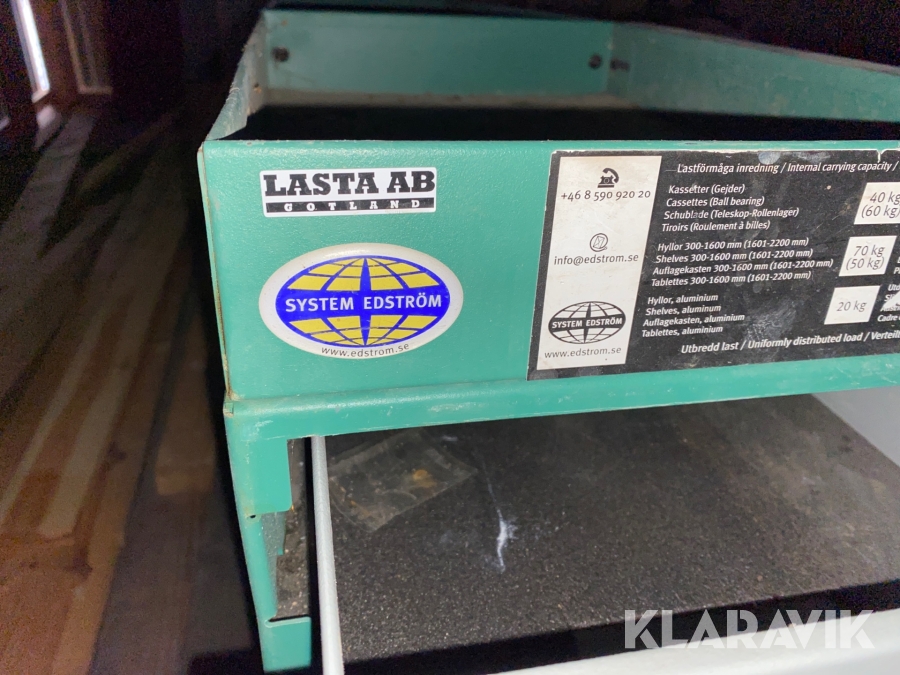 LASTA AB
GOTLAND
SYSTEM EDSTRÖM
www.edstrom.se
+46 8 590 920 20
info@edstrom.se
SYSTEM EDSTRÖM
www.edstrom.se
Lastförmåga inredning / Internal carrying capacity /
Kassetter (Gejder)
Cassettes (Ball bearing)
Schublade (Teleskop-Rollenlager)
Tiroirs (Roulement à billes)
40 kg
(60 kg)
Hyllor 300-1600 mm (1601-2200 mm)
Shelves 300-1600 mm (1601-2200 mm)
Auflagekasten 300-1600 mm (1601-2200 mm)
Tablettes 300-1600 mm (1601-2200 mm)
70 kg
(50 kg)
Hyllor, aluminium
Shelves, aluminum
Auflagekasten, aluminium
Tablettes, aluminium
20 kg
Utbredd last / Uniformly distributed load / Verteilt
KLARAVIK